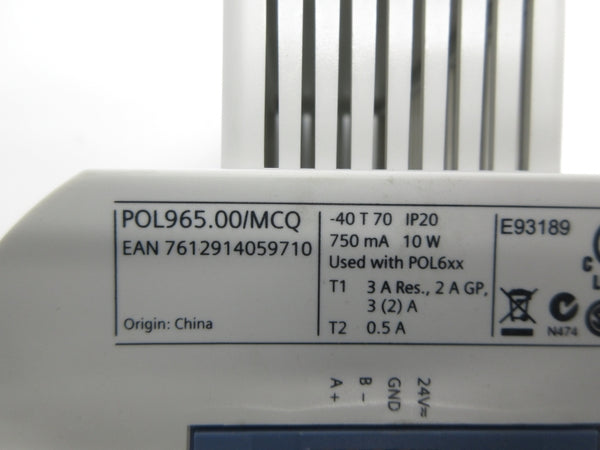 POL965.00/MCQ
EAN 7612914059710
Origin: China
-40 T 70 IP20
750 mA 10 W
Used with POL6xx
T1 3 A Res., 2 A GP,
3 (2) A
T2 0.5 A
E93189
N474
A +
B -
GND
24V≂